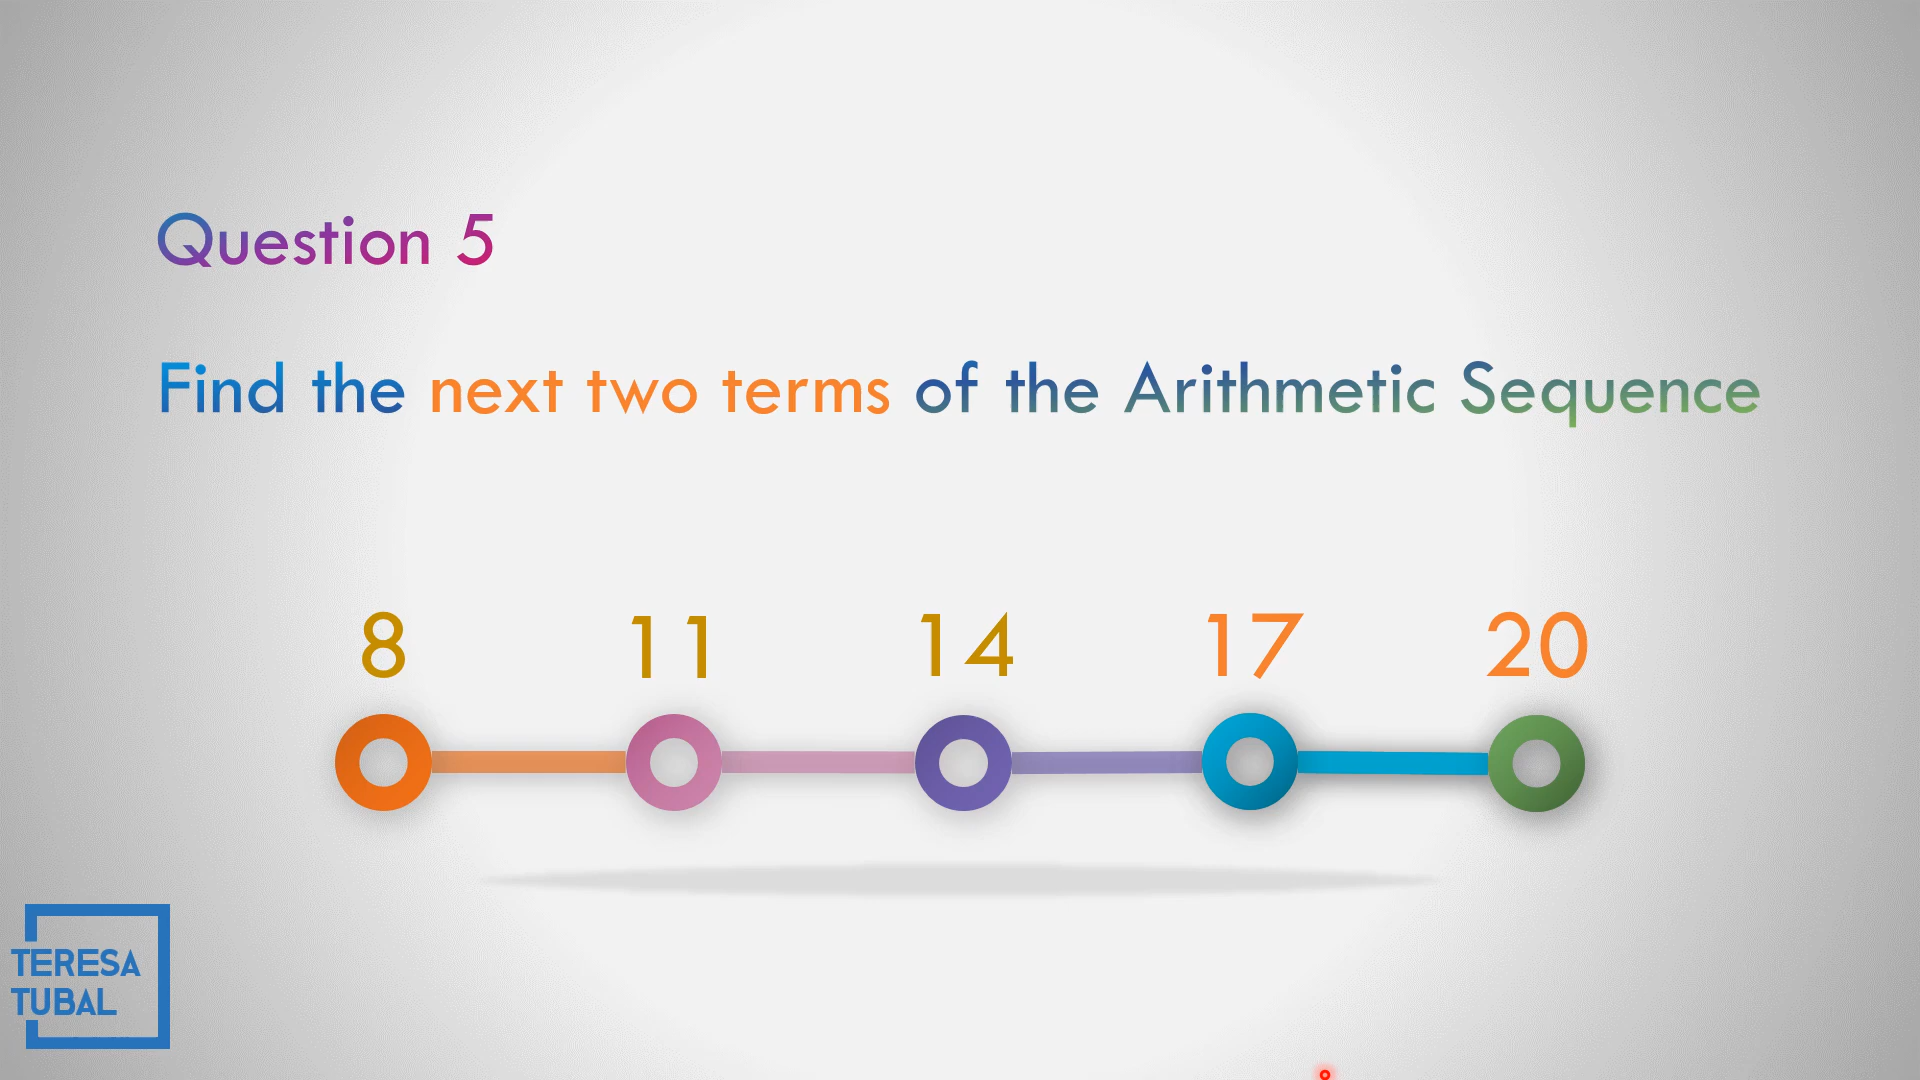 Question 5
Find the next two terms of the Arithmetic Sequence
8 11 14 17 20
TERESA
TUBAL